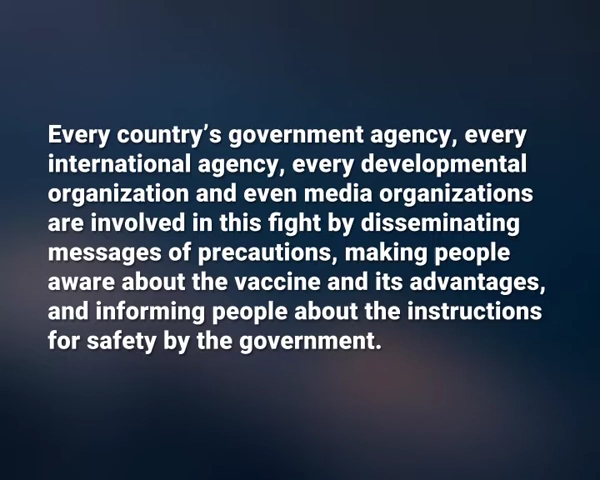 Every country’s government agency, every
international agency, every developmental
organization and even media organizations
are involved in this fight by disseminating
messages of precautions, making people
aware about the vaccine and its advantages,
and informing people about the instructions
for safety by the government.